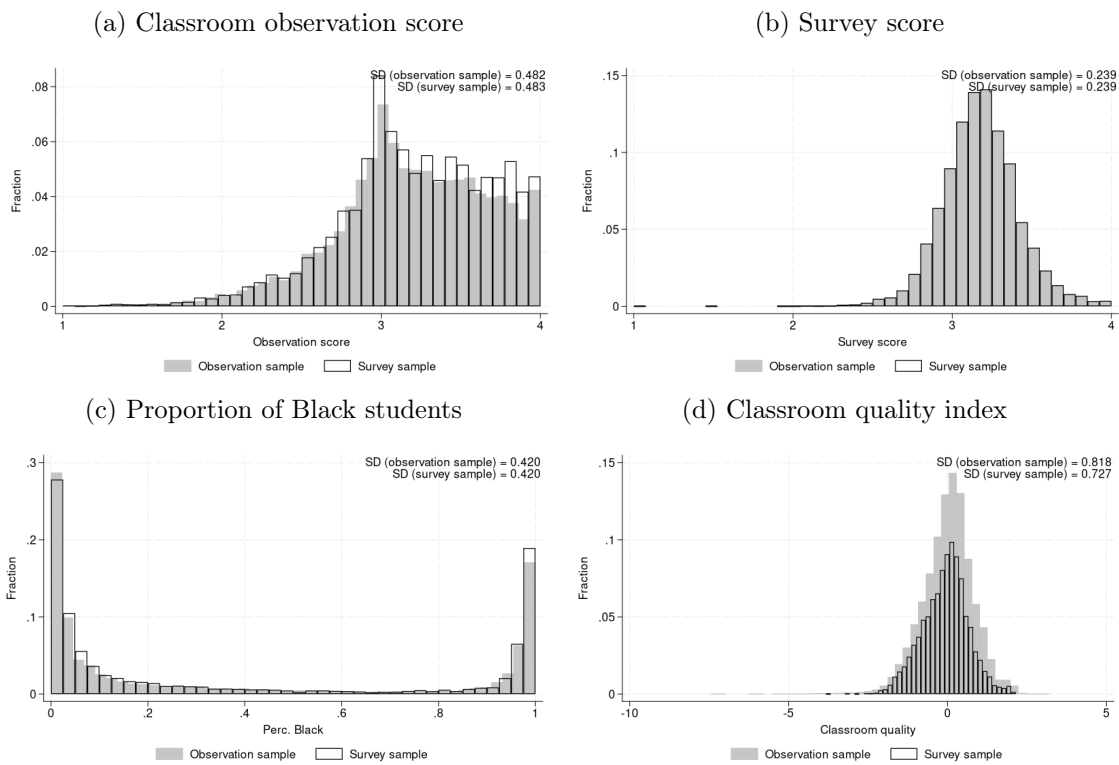 (a) Classroom observation score
SD (observation sample) = 0.482
SD (survey sample) = 0.483
.08
.06
.04
.02
0
Fraction
1 2 3 4
Observation score
Observation sample Survey sample
(b) Survey score
SD (observation sample) = 0.239
SD (survey sample) = 0.239
.15
.1
.05
0
Fraction
1 2 3 4
Survey score
Observation sample Survey sample
(c) Proportion of Black students
SD (observation sample) = 0.420
SD (survey sample) = 0.420
.3
.2
.1
0
Fraction
0 .2 .4 .6 .8 1
Perc. Black
Observation sample Survey sample
(d) Classroom quality index
SD (observation sample) = 0.818
SD (survey sample) = 0.727
.15
.1
.05
0
Fraction
-10 -5 0 5
Classroom quality
Observation sample Survey sample